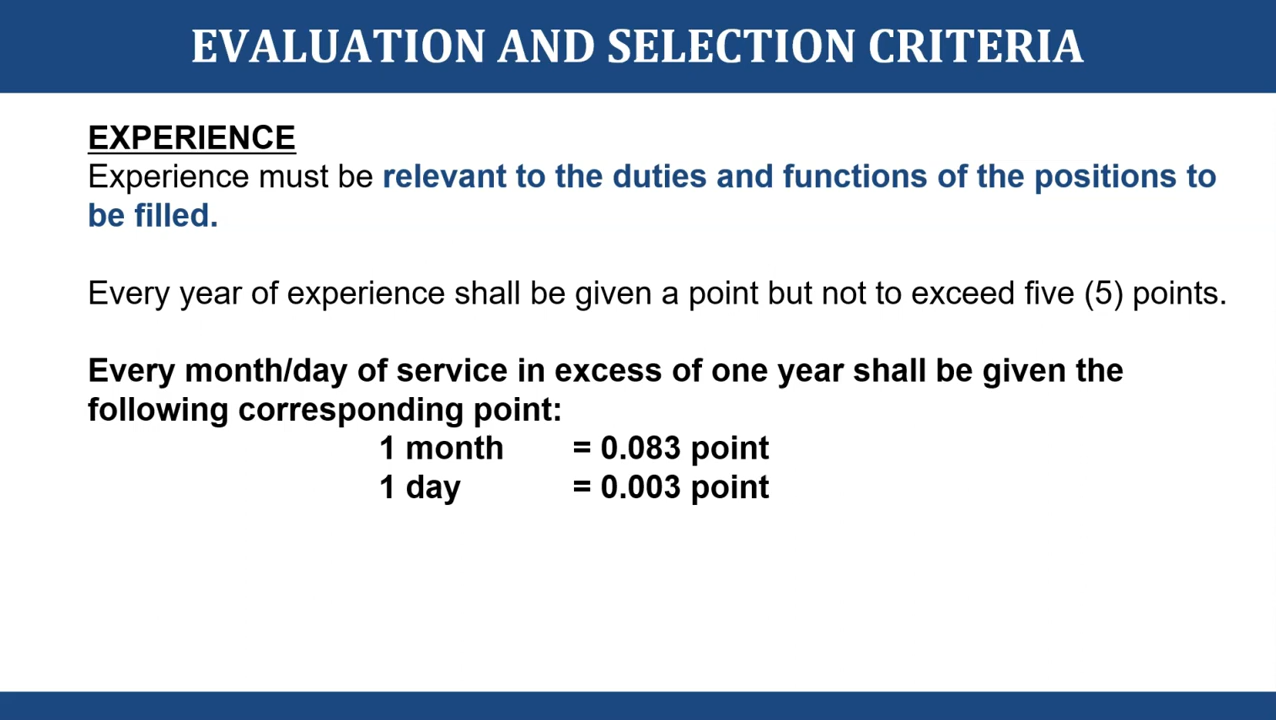 EVALUATION AND SELECTION CRITERIA
EXPERIENCE
Experience must be relevant to the duties and functions of the positions to
be filled.
Every year of experience shall be given a point but not to exceed five (5) points.
Every month/day of service in excess of one year shall be given the
following corresponding point:
1 month = 0.083 point
1 day = 0.003 point